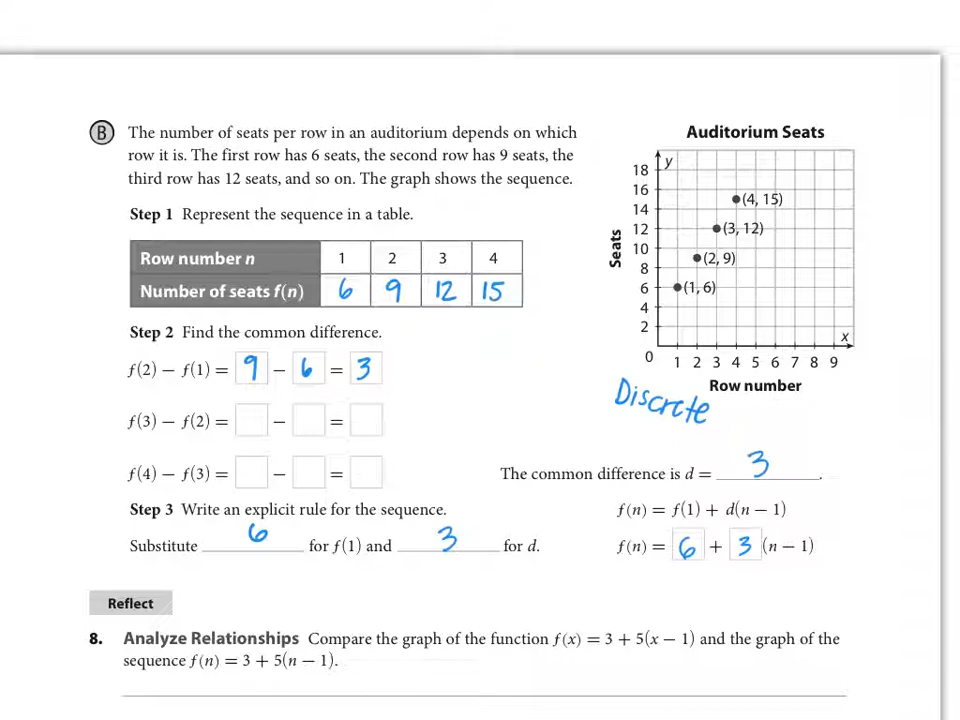 B The number of seats per row in an auditorium depends on which
row it is. The first row has 6 seats, the second row has 9 seats, the
third row has 12 seats, and so on. The graph shows the sequence.
Step 1 Represent the sequence in a table.
Row number n 1 2 3 4
Number of seats f(n) 6 9 12 15
Step 2 Find the common difference.
f(2) − f(1) = 9 − 6 = 3
f(3) − f(2) = − =
f(4) − f(3) = − =
Auditorium Seats
y
18
16
14
12
10
8
6
4
2
0
Seats
(4, 15)
(3, 12)
(2, 9)
(1, 6)
x
1 2 3 4 5 6 7 8 9
Row number
Discrete
The common difference is d = 3 .
Step 3 Write an explicit rule for the sequence.
f(n) = f(1) + d(n − 1)
Substitute 6 for f(1) and 3 for d.
f(n) = 6 + 3 (n − 1)
Reflect
8. Analyze Relationships Compare the graph of the function f(x) = 3 + 5(x − 1) and the graph of the
sequence f(n) = 3 + 5(n − 1).